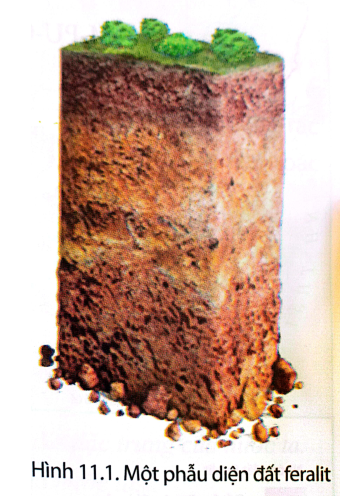 Hình 11.1. Một phẫu diện đất feralit